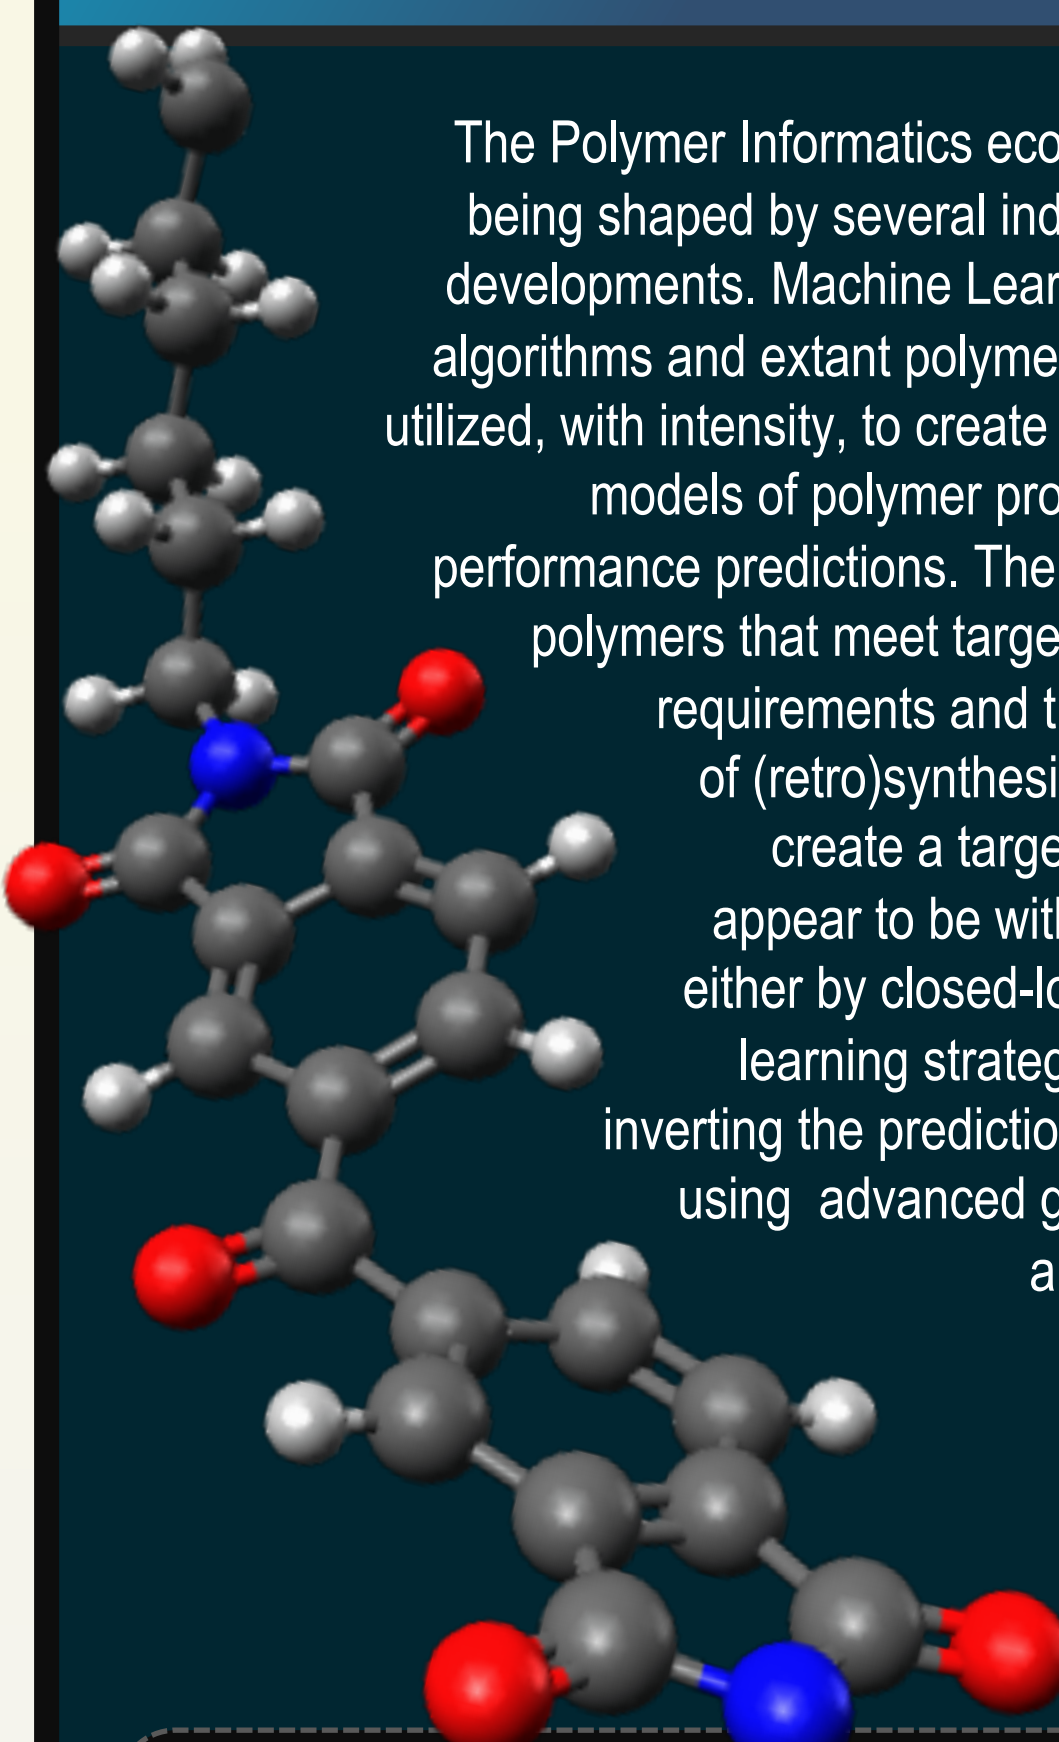 The Polymer Informatics eco
being shaped by several ind
developments. Machine Lear
algorithms and extant polyme
utilized, with intensity, to create
models of polymer pro
performance predictions. The
polymers that meet targe
requirements and t
of (retro)synthesi
create a targe
appear to be with
either by closed-lo
learning strateg
inverting the predictio
using advanced g
a